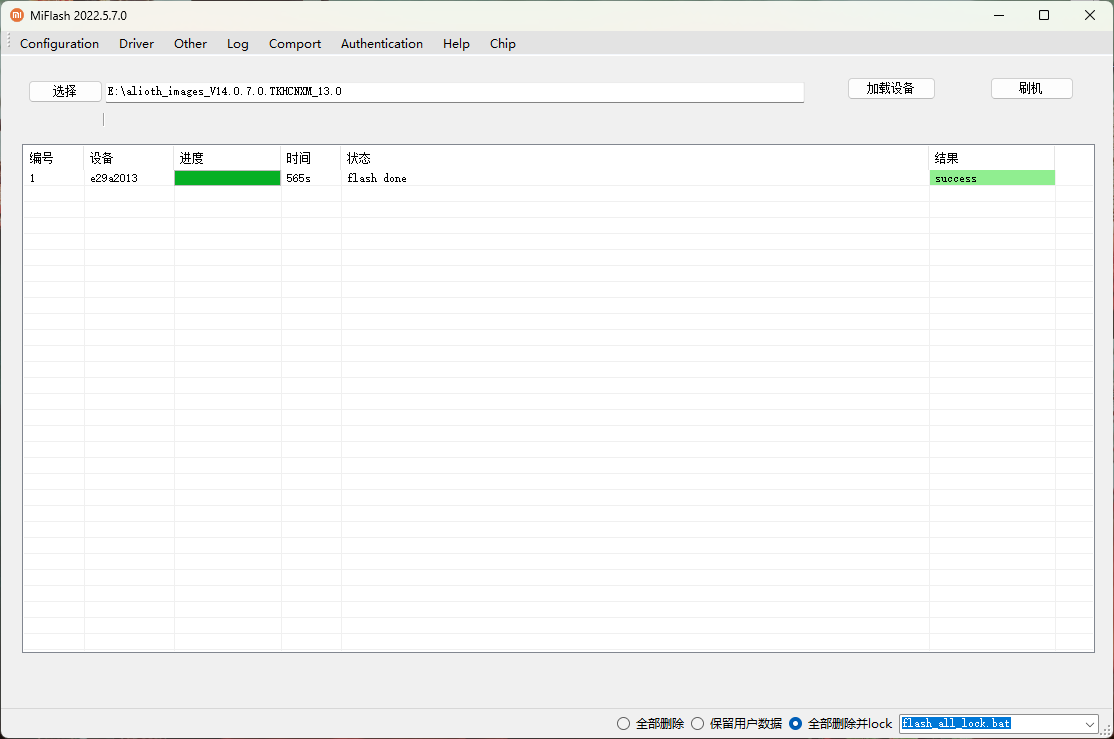 MiFlash 2022.5.7.0
Configuration Driver Other Log Comport Authentication Help Chip
选择 E:\alioth_images_V14.0.7.0.TKHCNXM_13.0 加载设备 刷机
编号 设备 进度 时间 状态 结果
1 e29a2013 565s flash done success
全部删除 保留用户数据 全部删除并lock flash_all_lock.bat